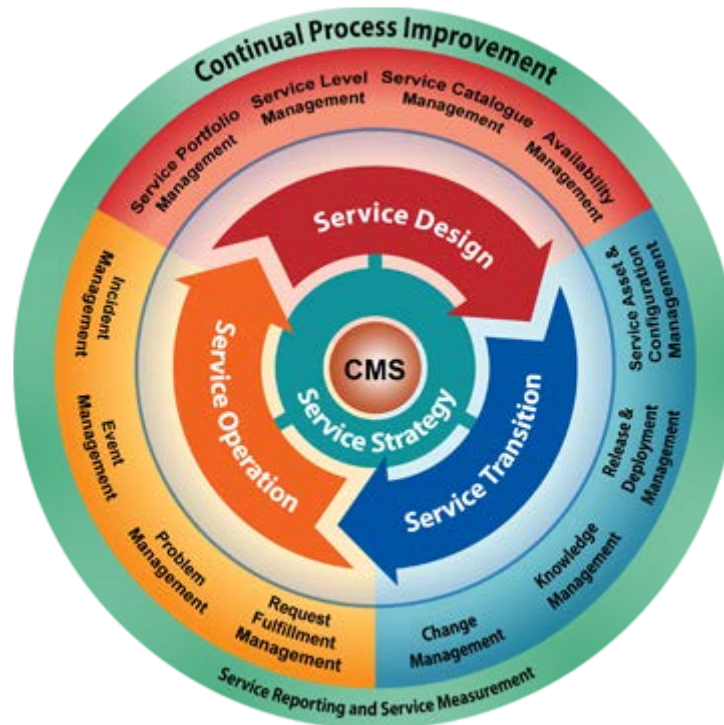 Continual Process Improvement
Service Portfolio
Management
Service Level
Management
Service Catalogue
Management
Availability
Management
Service Asset &
Configuration
Management
Release &
Deployment
Management
Knowledge
Management
Change
Management
Request
Fulfillment
Management
Problem
Management
Event
Management
Incident
Management
Service Design
Service Transition
Service Operation
Service Strategy
CMS
Service Reporting and Service Measurement